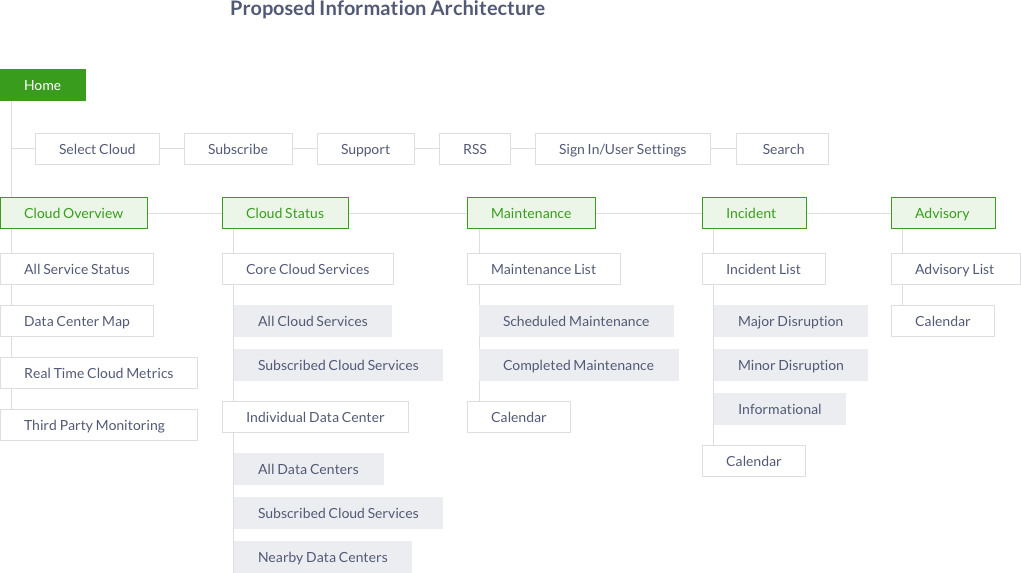 Proposed Information Architecture
Home
Select Cloud
Subscribe
Support
RSS
Sign In/User Settings
Search
Cloud Overview
All Service Status
Data Center Map
Real Time Cloud Metrics
Third Party Monitoring
Cloud Status
Core Cloud Services
All Cloud Services
Subscribed Cloud Services
Individual Data Center
All Data Centers
Subscribed Cloud Services
Nearby Data Centers
Maintenance
Maintenance List
Scheduled Maintenance
Completed Maintenance
Calendar
Incident
Incident List
Major Disruption
Minor Disruption
Informational
Calendar
Advisory
Advisory List
Calendar